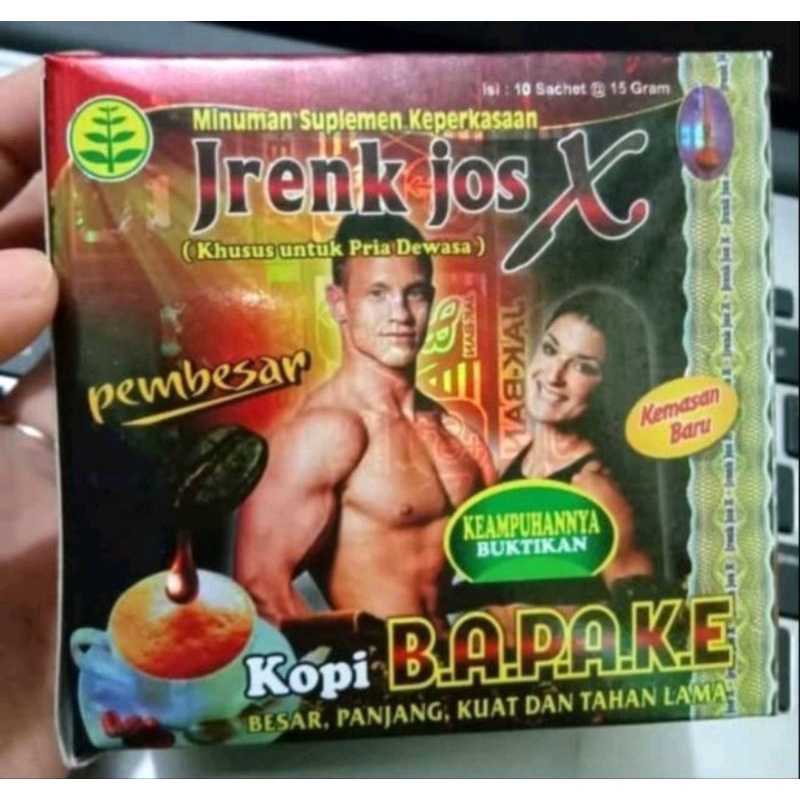 Isi : 10 Sachet @ 15 Gram
Minuman Suplemen Keperkasaan
Jrenk jos X
( Khusus untuk Pria Dewasa )
pembesar
Kemasan
Baru
KEAMPUHANNYA
BUKTIKAN
Kopi B.A.P.A.K.E
BESAR, PANJANG, KUAT DAN TAHAN LAMA